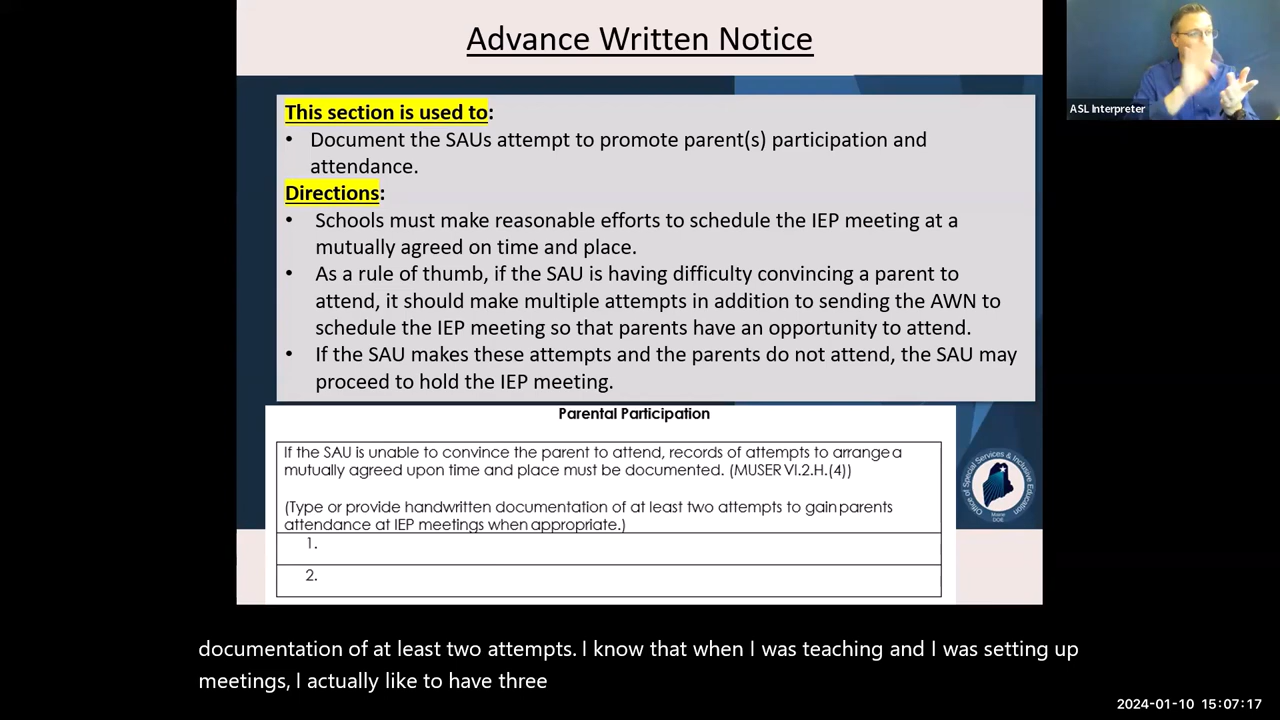 Advance Written Notice
ASL Interpreter
This section is used to:
• Document the SAUs attempt to promote parent(s) participation and
attendance.
Directions:
• Schools must make reasonable efforts to schedule the IEP meeting at a
mutually agreed on time and place.
• As a rule of thumb, if the SAU is having difficulty convincing a parent to
attend, it should make multiple attempts in addition to sending the AWN to
schedule the IEP meeting so that parents have an opportunity to attend.
• If the SAU makes these attempts and the parents do not attend, the SAU may
proceed to hold the IEP meeting.
Parental Participation
If the SAU is unable to convince the parent to attend, records of attempts to arrange a
mutually agreed upon time and place must be documented. (MUSER VI.2.H.(4))
(Type or provide handwritten documentation of at least two attempts to gain parents
attendance at IEP meetings when appropriate.)
1.
2.
Office of Special Services & Inclusive Education
Maine
DOE
documentation of at least two attempts. I know that when I was teaching and I was setting up
meetings, I actually like to have three
2024-01-10 15:07:17